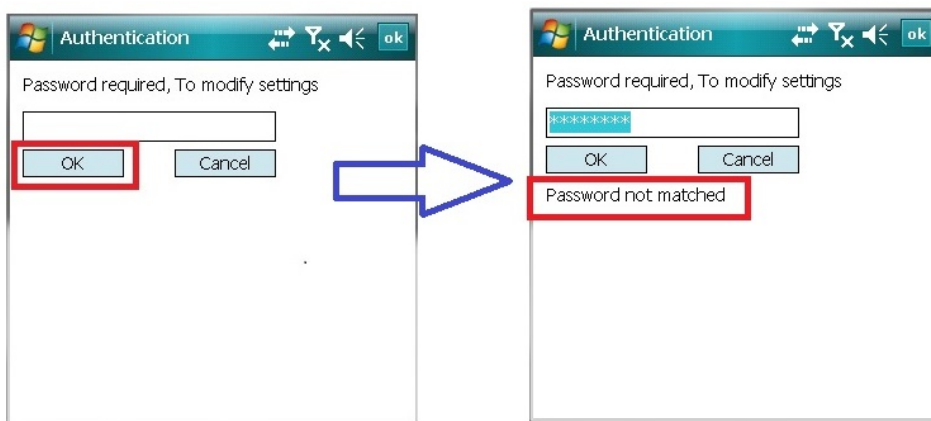 Authentication
ok
Password required, To modify settings
OK
Cancel
Authentication
ok
Password required, To modify settings
********
OK
Cancel
Password not matched